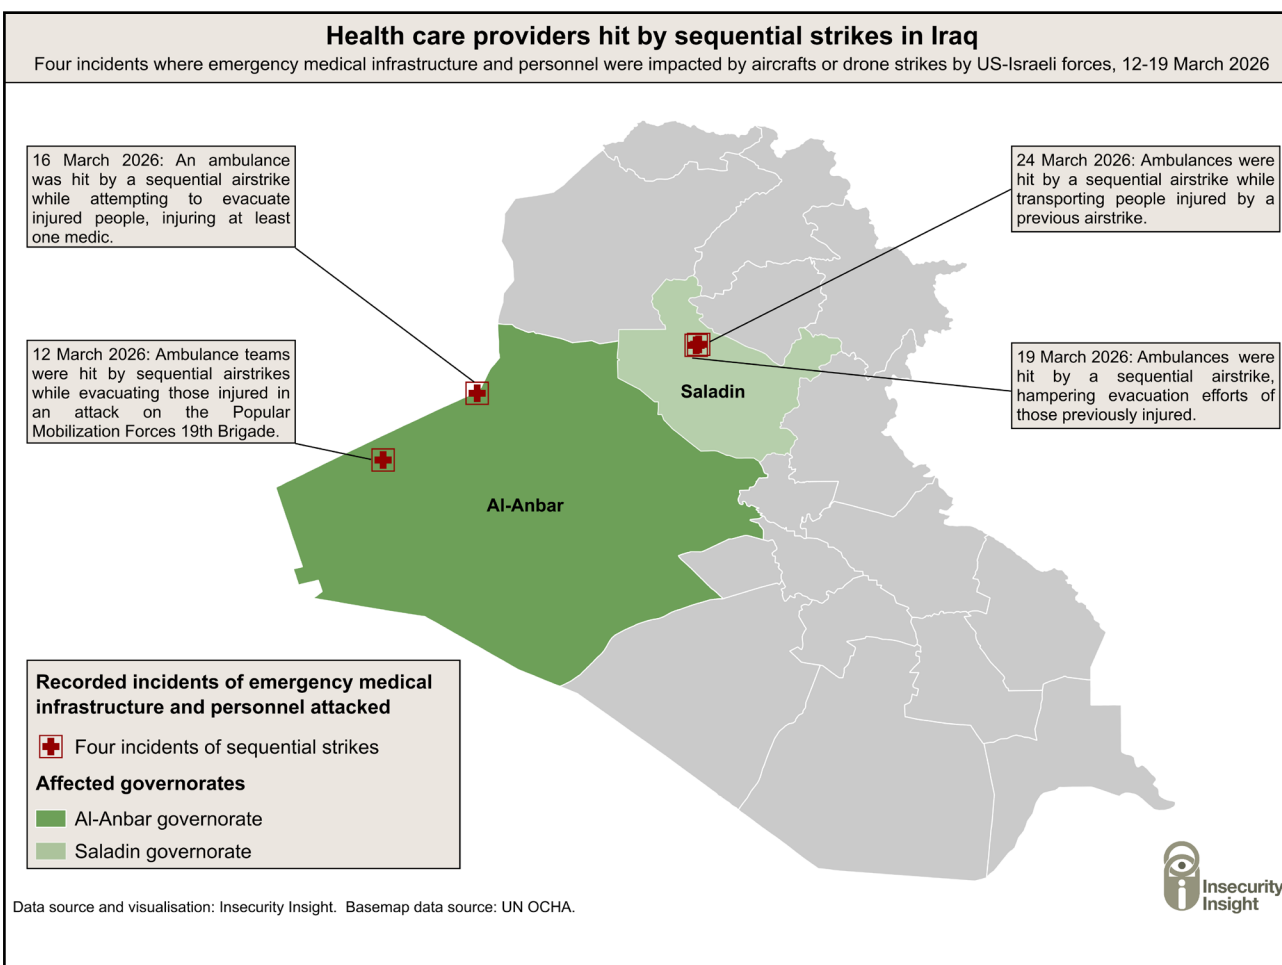 Health care providers hit by sequential strikes in Iraq
Four incidents where emergency medical infrastructure and personnel were impacted by aircrafts or drone strikes by US-Israeli forces, 12-19 March 2026
16 March 2026: An ambulance
was hit by a sequential airstrike
while attempting to evacuate
injured people, injuring at least
one medic.
24 March 2026: Ambulances were
hit by a sequential airstrike while
transporting people injured by a
previous airstrike.
12 March 2026: Ambulance teams
were hit by sequential airstrikes
while evacuating those injured in
an attack on the Popular
Mobilization Forces 19th Brigade.
19 March 2026: Ambulances were
hit by a sequential airstrike,
hampering evacuation efforts of
those previously injured.
Saladin
Al-Anbar
Recorded incidents of emergency medical
infrastructure and personnel attacked
Four incidents of sequential strikes
Affected governorates
Al-Anbar governorate
Saladin governorate
Insecurity
Insight
Data source and visualisation: Insecurity Insight. Basemap data source: UN OCHA.